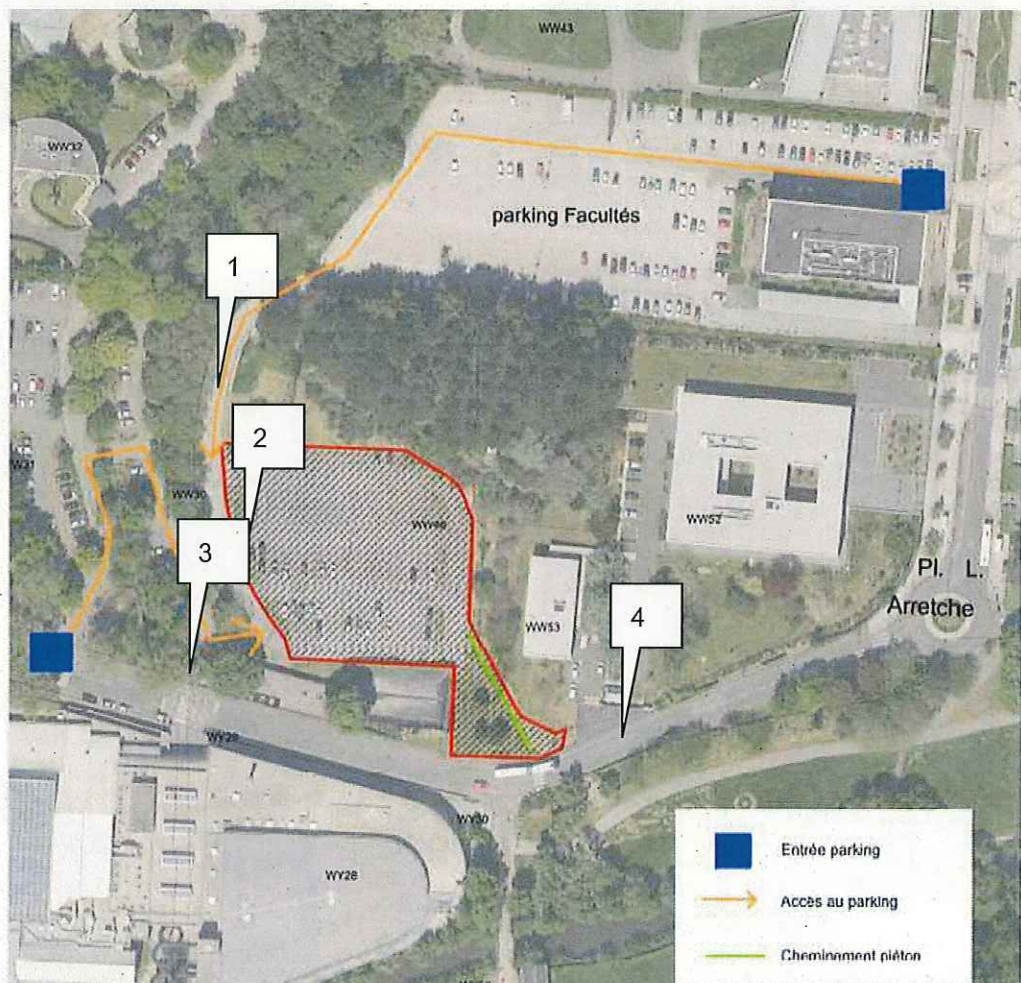 WW43
WW32
parking Facultés
1
2
W31
WW30
3
WW52
Pl. L.
Arretche
4
WW53
WY29
WY30
WY28
Entrée parking
Accès au parking
Cheminement piéton